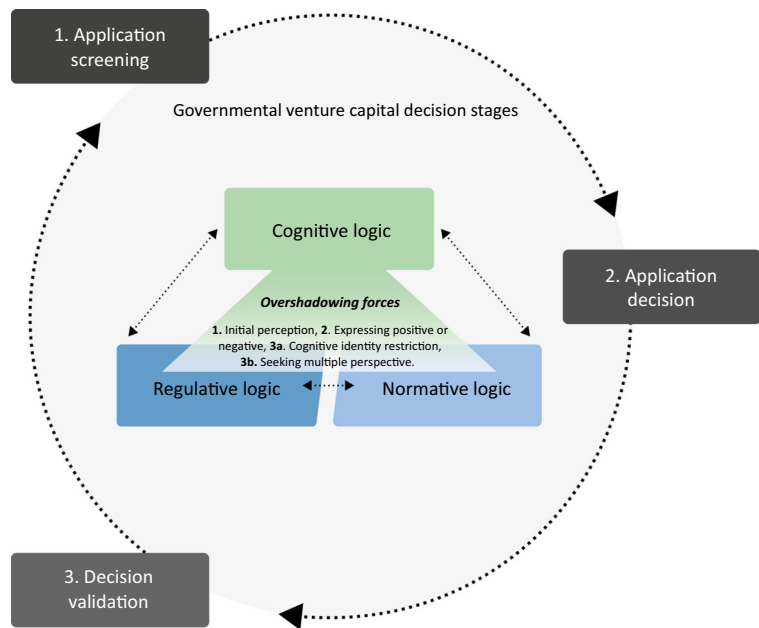 1. Application
screening
Governmental venture capital decision stages
Cognitive logic
2. Application
decision
Overshadowing forces
1. Initial perception, 2. Expressing positive or
negative, 3a. Cognitive identity restriction,
3b. Seeking multiple perspective.
Regulative logic
Normative logic
3. Decision
validation